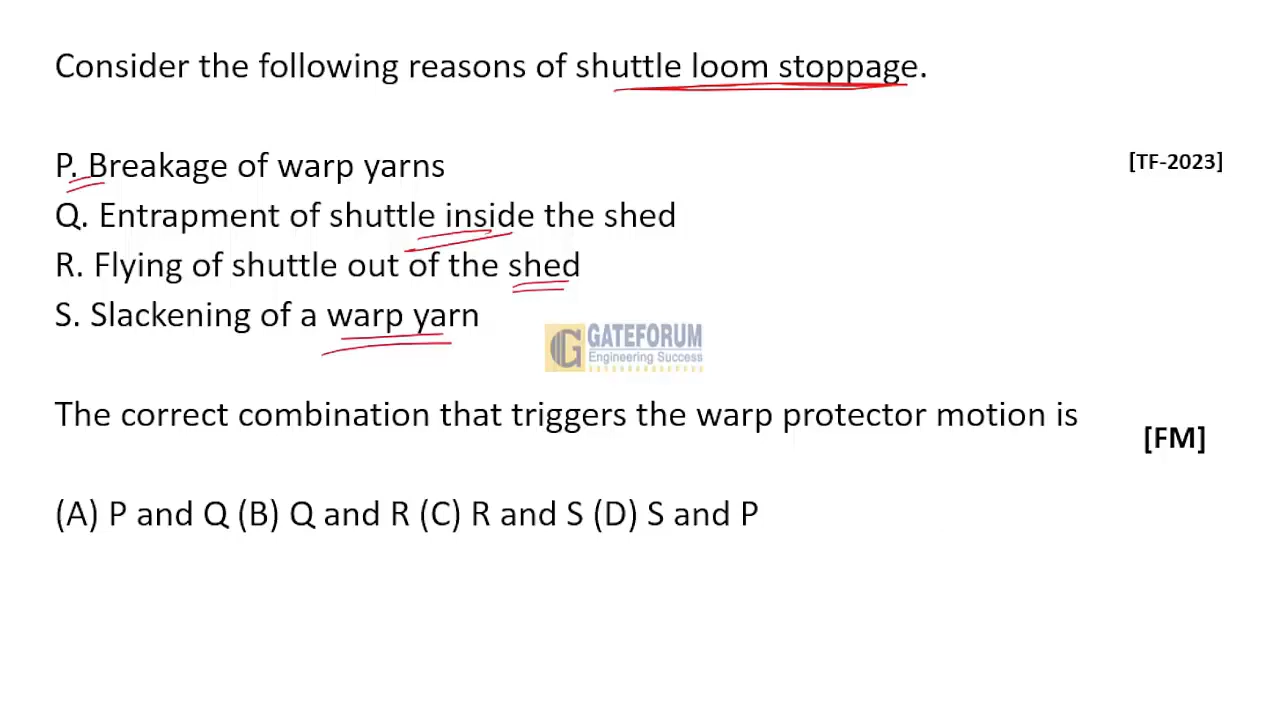 Consider the following reasons of shuttle loom stoppage.
[TF-2023]
P. Breakage of warp yarns
Q. Entrapment of shuttle inside the shed
R. Flying of shuttle out of the shed
S. Slackening of a warp yarn
GATEFORUM
Engineering Success
The correct combination that triggers the warp protector motion is
[FM]
(A) P and Q (B) Q and R (C) R and S (D) S and P